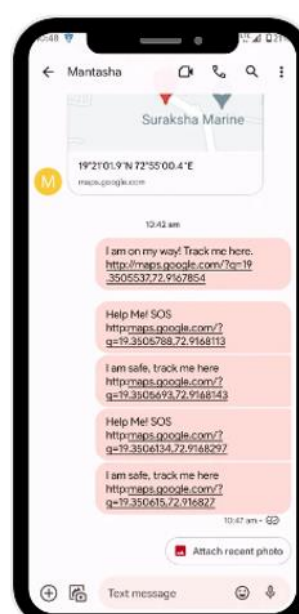 Mantasha
Suraksha Marine
19°21'01.9"N 72°55'00.4"E
maps.google.com
M
10:42 am
I am on my way! Track me here.
http://maps.google.com/?q=19
.3505537,72.9167854
Help Me! SOS
http:maps.google.com/?
q=19.3505788,72.9168113
I am safe, track me here
http:maps.google.com/?
q=19.3505693,72.9168143
Help Me! SOS
http:maps.google.com/?
q=19.3506134,72.9168297
I am safe, track me here
http:maps.google.com/?
q=19.350615,72.916827
10:47 am
Attach recent photo
Text message